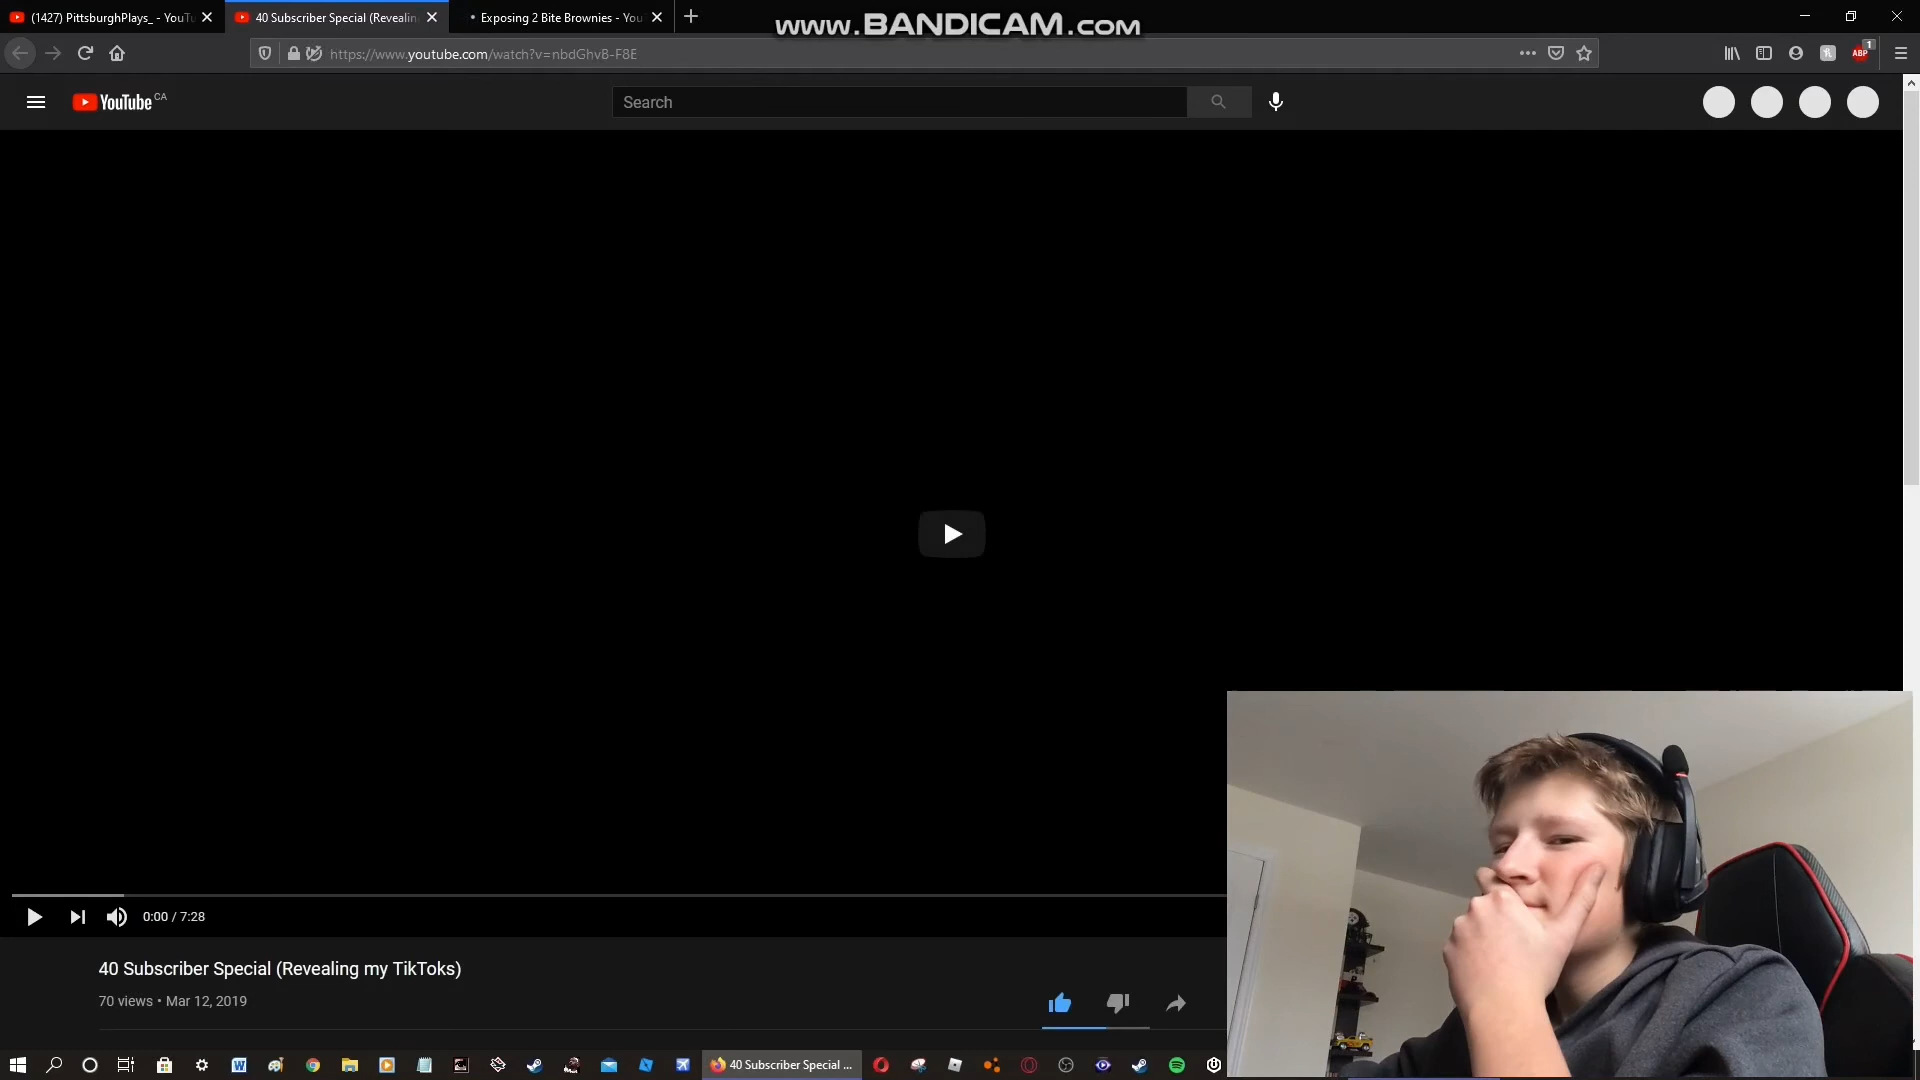 (1427) PittsburghPlays_ - YouTu
40 Subscriber Special (Revealin
Exposing 2 Bite Brownies - You
www.BANDICAM.com
https://www.youtube.com/watch?v=nbdGhvB-F8E
ABP
1
YouTube CA
Search
0:00 / 7:28
40 Subscriber Special (Revealing my TikToks)
70 views • Mar 12, 2019
40 Subscriber Special ...